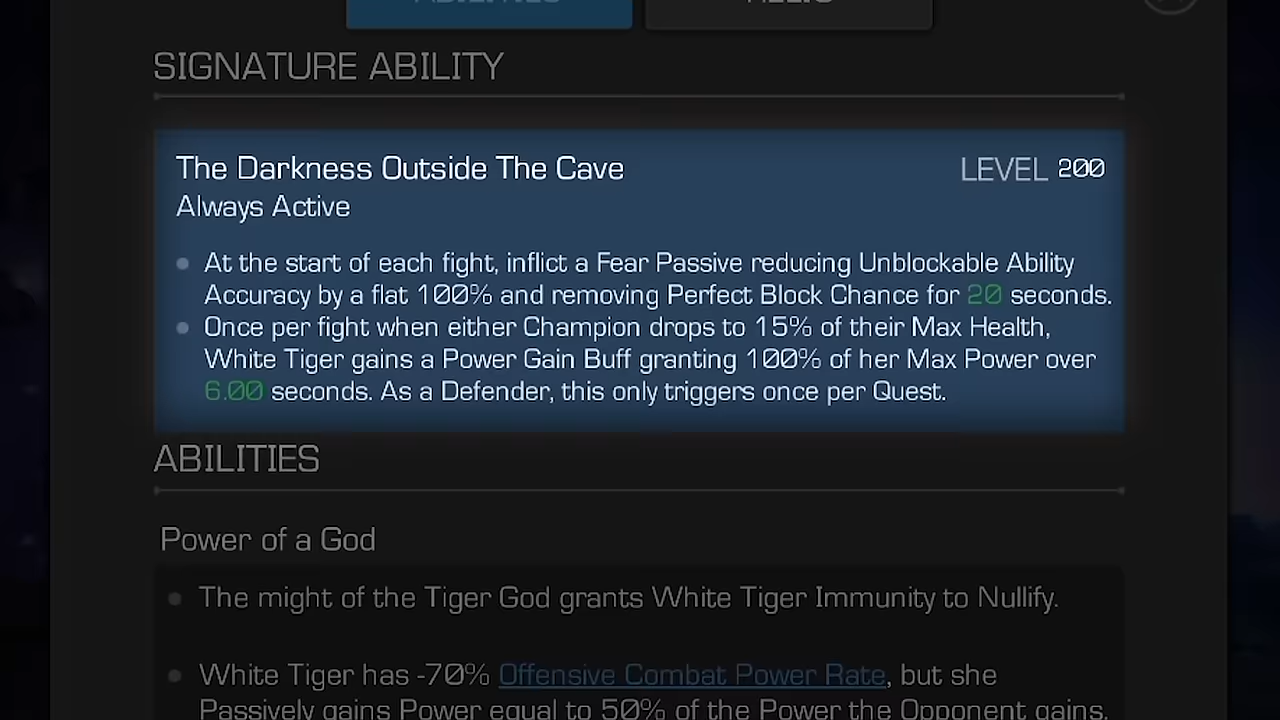 SIGNATURE ABILITY
The Darkness Outside The Cave
LEVEL 200
Always Active
At the start of each fight, inflict a Fear Passive reducing Unblockable Ability
Accuracy by a flat 100% and removing Perfect Block Chance for 20 seconds.
Once per fight when either Champion drops to 15% of their Max Health,
White Tiger gains a Power Gain Buff granting 100% of her Max Power over
6.00 seconds. As a Defender, this only triggers once per Quest.
ABILITIES
Power of a God
The might of the Tiger God grants White Tiger Immunity to Nullify.
White Tiger has -70% Offensive Combat Power Rate, but she
Passively gains Power equal to 50% of the Power the Opponent gains.